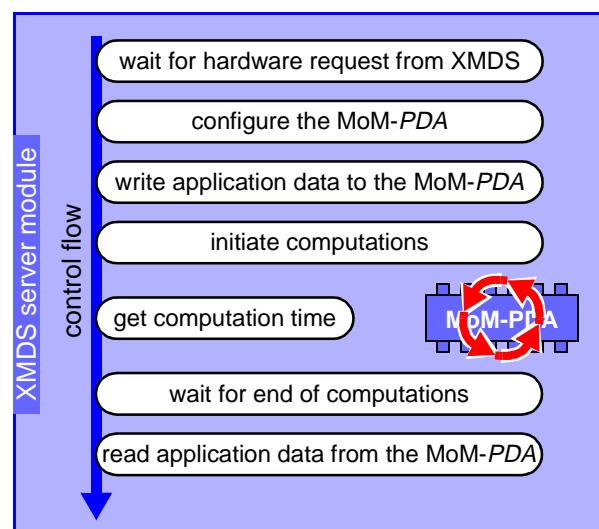 wait for hardware request from XMDS
configure the MoM-PDA
write application data to the MoM-PDA
initiate computations
get computation time
MoM-PDA
wait for end of computations
read application data from the MoM-PDA
control flow
XMDS server module